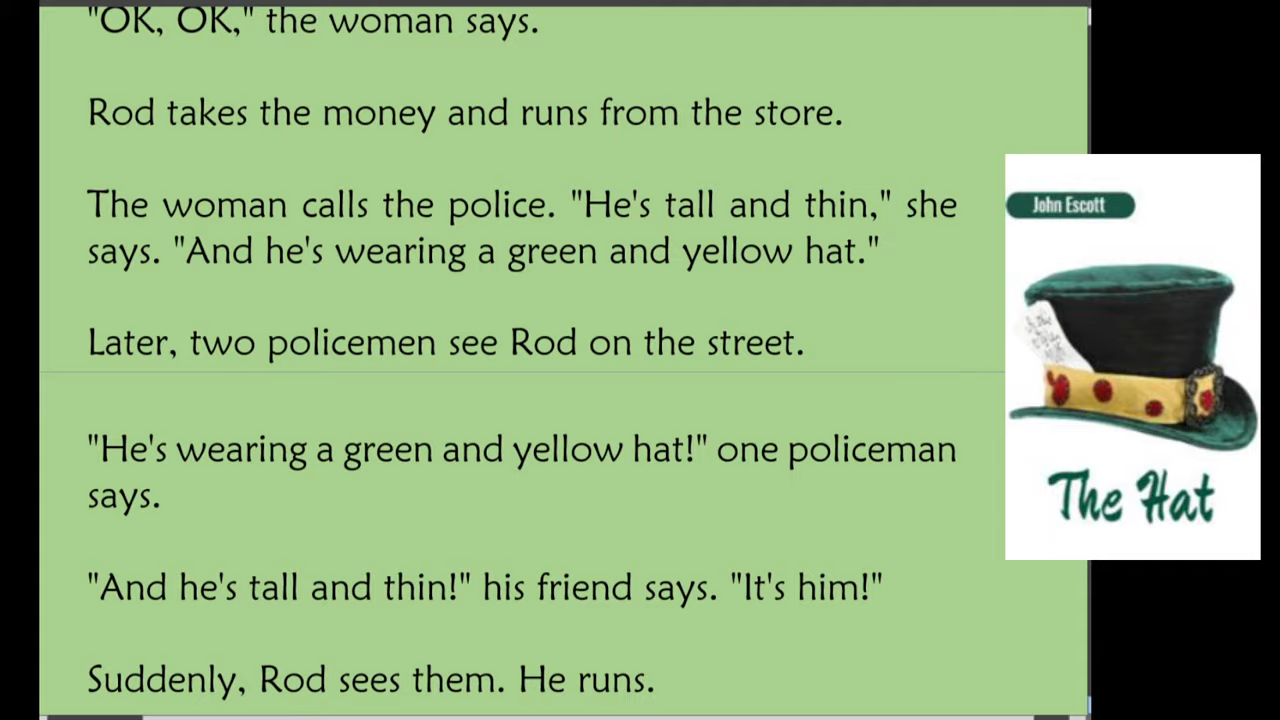 "OK, OK," the woman says.
Rod takes the money and runs from the store.
The woman calls the police. "He's tall and thin," she
says. "And he's wearing a green and yellow hat."
Later, two policemen see Rod on the street.
"He's wearing a green and yellow hat!" one policeman
says.
"And he's tall and thin!" his friend says. "It's him!"
Suddenly, Rod sees them. He runs.
John Escott
The Hat